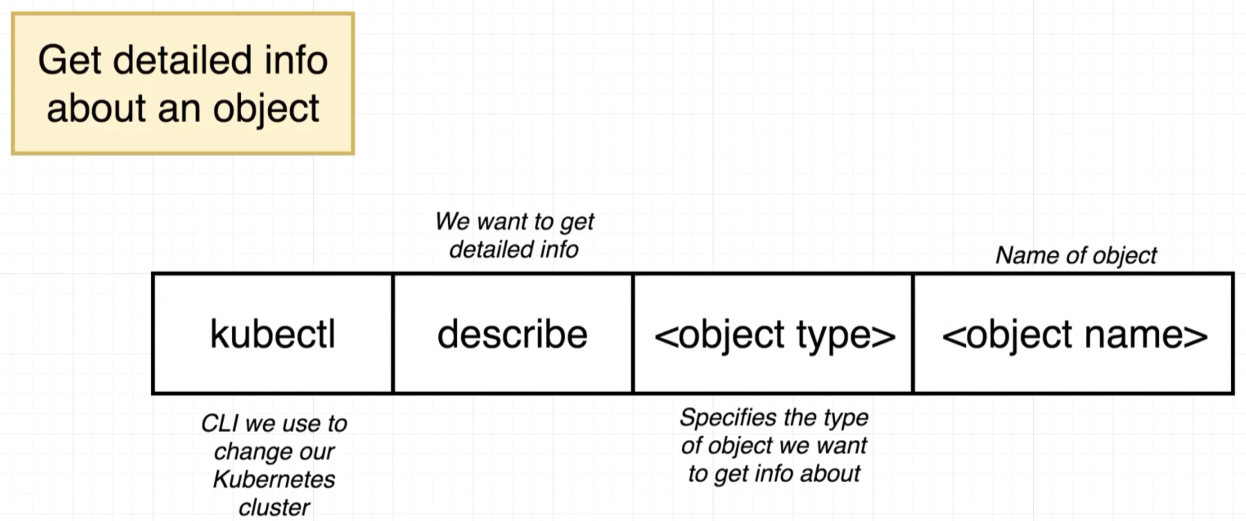 Get detailed info
about an object
We want to get
detailed info
Name of object
kubectl
describe
<object type>
<object name>
CLI we use to
change our
Kubernetes
cluster
Specifies the type
of object we want
to get info about